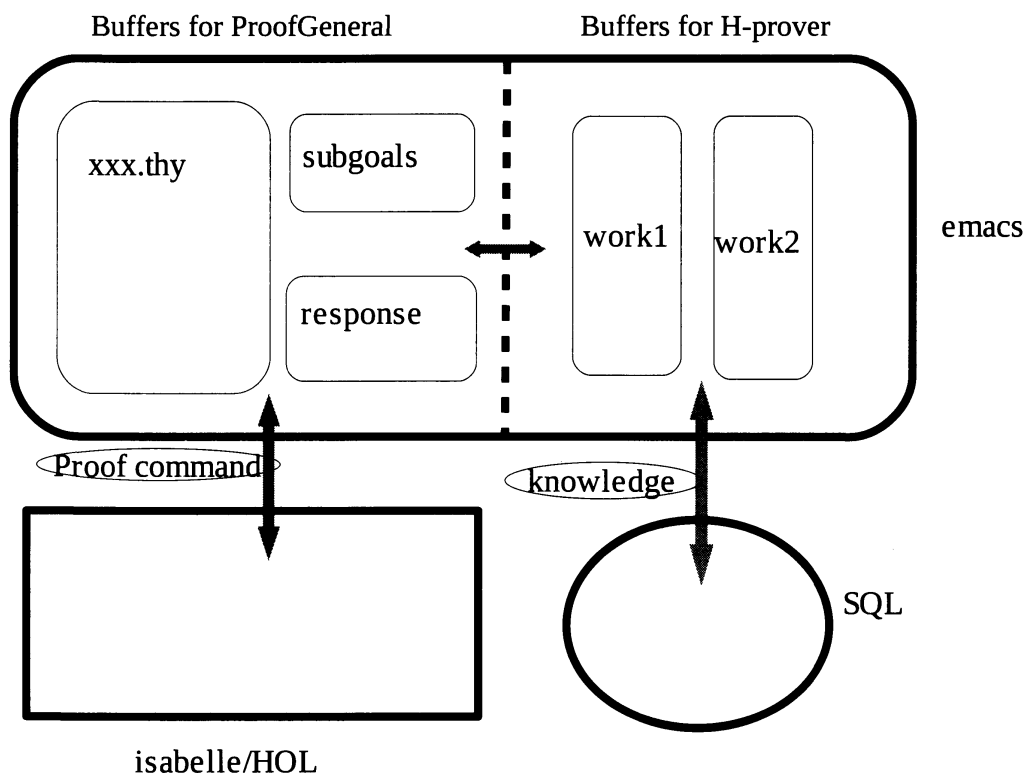 Buffers for ProofGeneral
Buffers for H-prover
xxx.thy
subgoals
response
work1
work2
emacs
Proof command
knowledge
SQL
isabelle/HOL